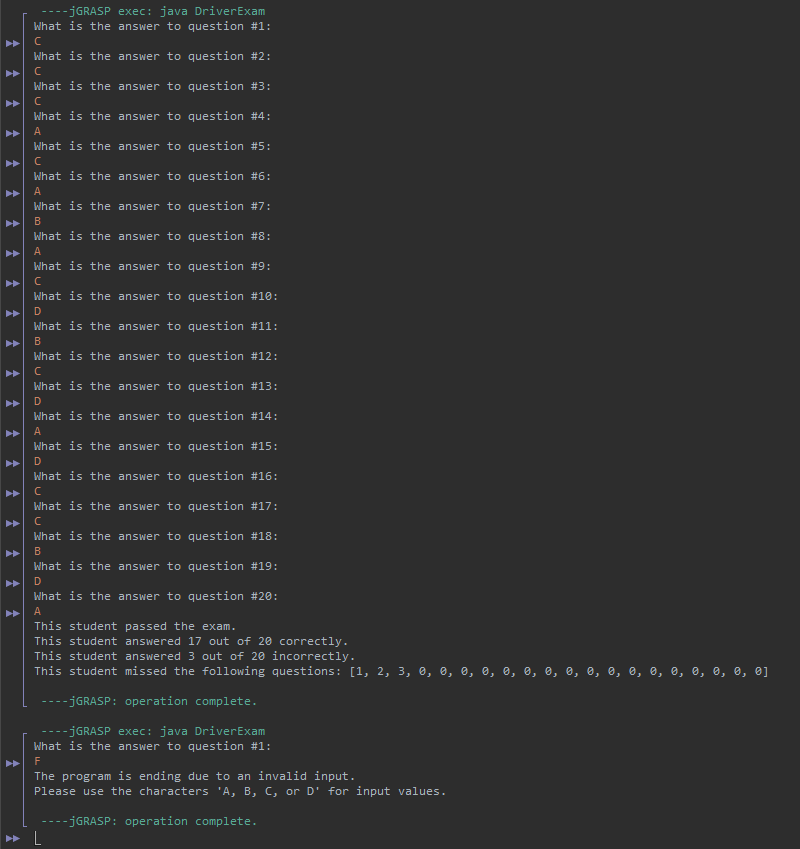 ----jGRASP exec: java DriverExam
What is the answer to question #1:
C
What is the answer to question #2:
C
What is the answer to question #3:
C
What is the answer to question #4:
A
What is the answer to question #5:
C
What is the answer to question #6:
A
What is the answer to question #7:
B
What is the answer to question #8:
A
What is the answer to question #9:
C
What is the answer to question #10:
D
What is the answer to question #11:
B
What is the answer to question #12:
C
What is the answer to question #13:
D
What is the answer to question #14:
A
What is the answer to question #15:
D
What is the answer to question #16:
C
What is the answer to question #17:
C
What is the answer to question #18:
B
What is the answer to question #19:
D
What is the answer to question #20:
A
This student passed the exam.
This student answered 17 out of 20 correctly.
This student answered 3 out of 20 incorrectly.
This student missed the following questions: [1, 2, 3, 0, 0, 0, 0, 0, 0, 0, 0, 0, 0, 0, 0, 0, 0, 0, 0, 0]
----jGRASP: operation complete.
----jGRASP exec: java DriverExam
What is the answer to question #1:
F
The program is ending due to an invalid input.
Please use the characters 'A, B, C, or D' for input values.
----jGRASP: operation complete.